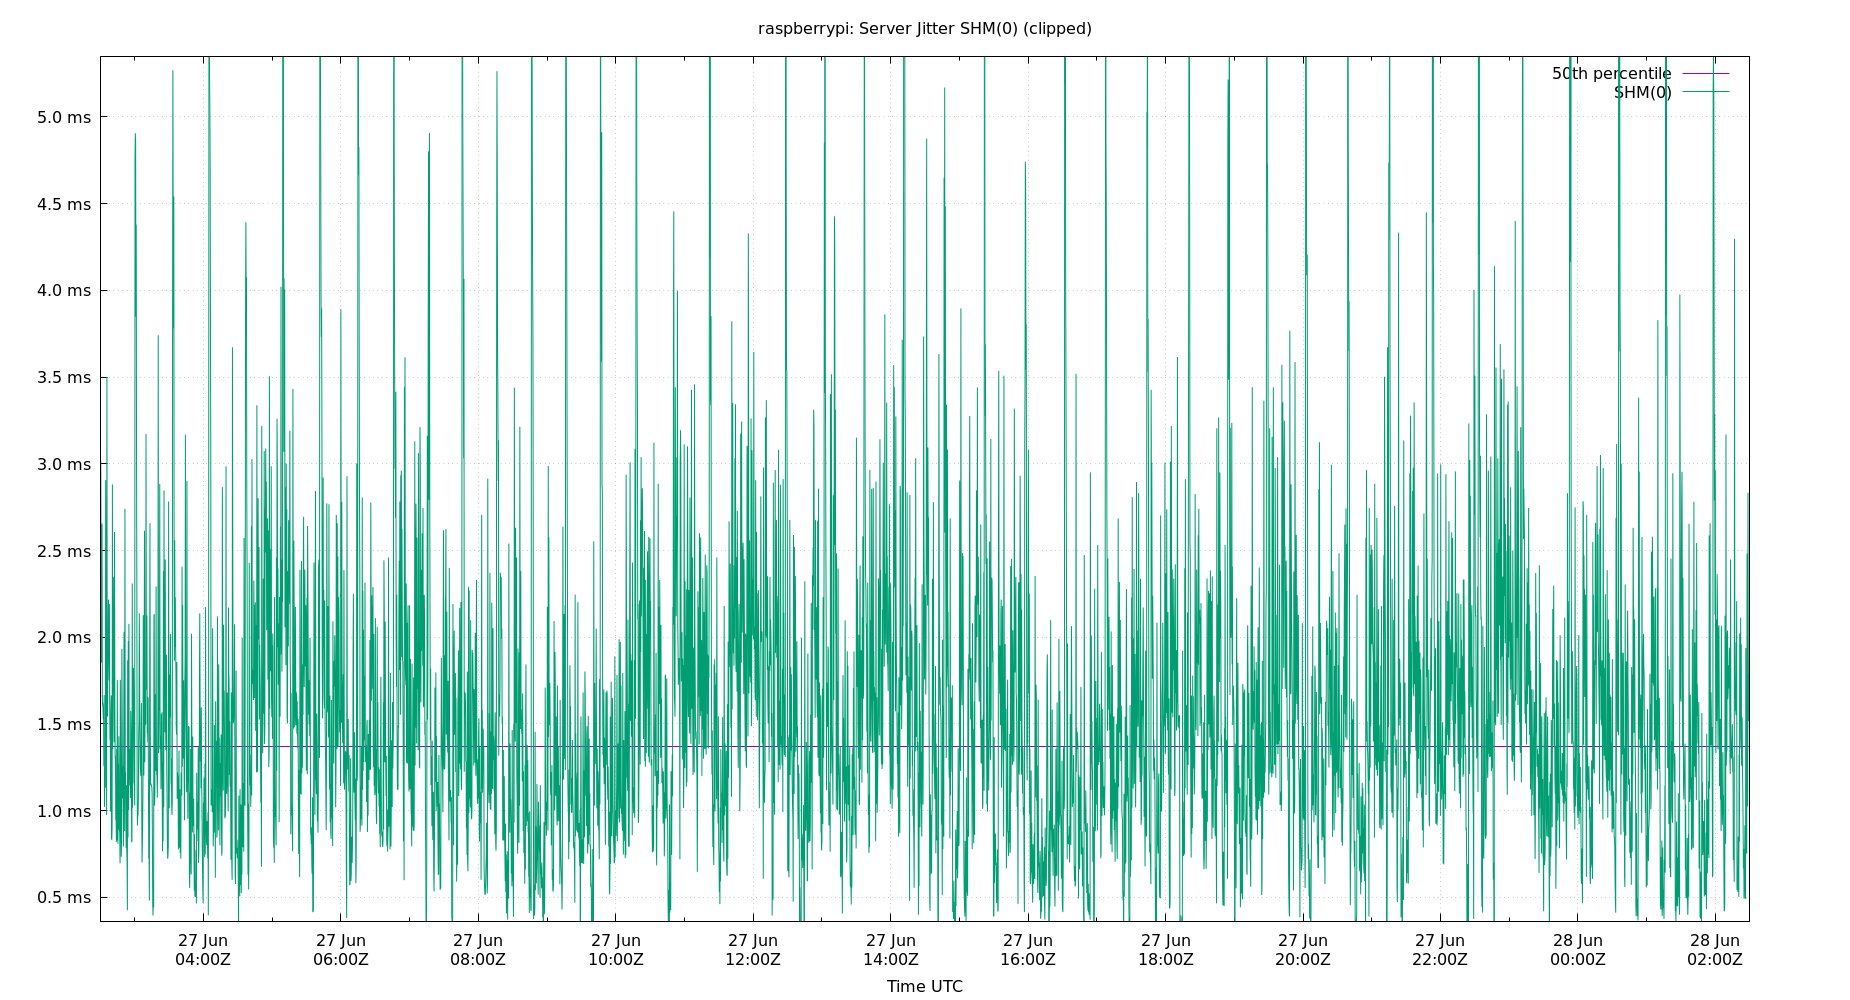 raspberrypi: Server Jitter SHM(0) (clipped)
50th percentile
SHM(0)
5.0 ms
4.5 ms
4.0 ms
3.5 ms
3.0 ms
2.5 ms
2.0 ms
1.5 ms
1.0 ms
0.5 ms
27 Jun 27 Jun 27 Jun 27 Jun 27 Jun 27 Jun 27 Jun 27 Jun 27 Jun 27 Jun 28 Jun 28 Jun
04:00Z 06:00Z 08:00Z 10:00Z 12:00Z 14:00Z 16:00Z 18:00Z 20:00Z 22:00Z 00:00Z 02:00Z
Time UTC